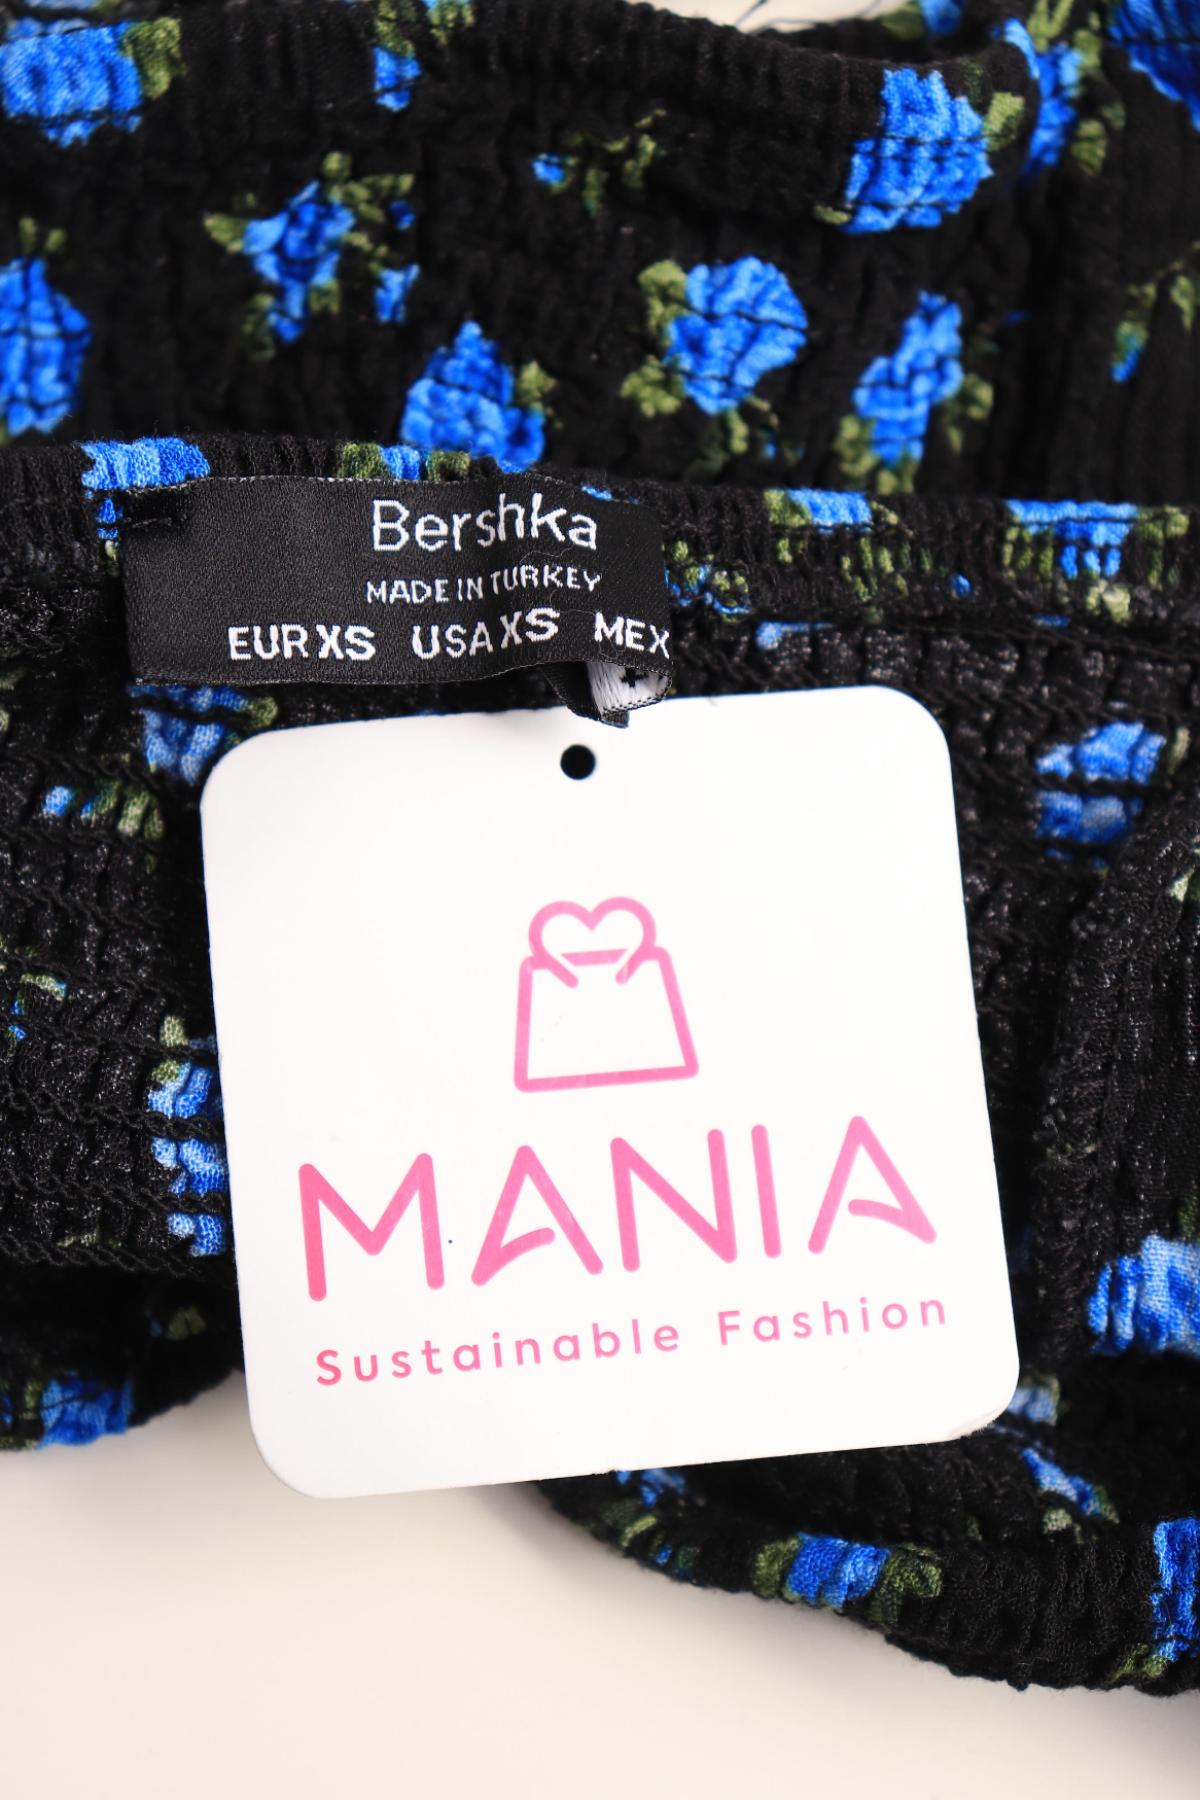 Bershka
MADE IN TURKEY
EUR XS USA XS MEX
MANIA
Sustainable Fashion